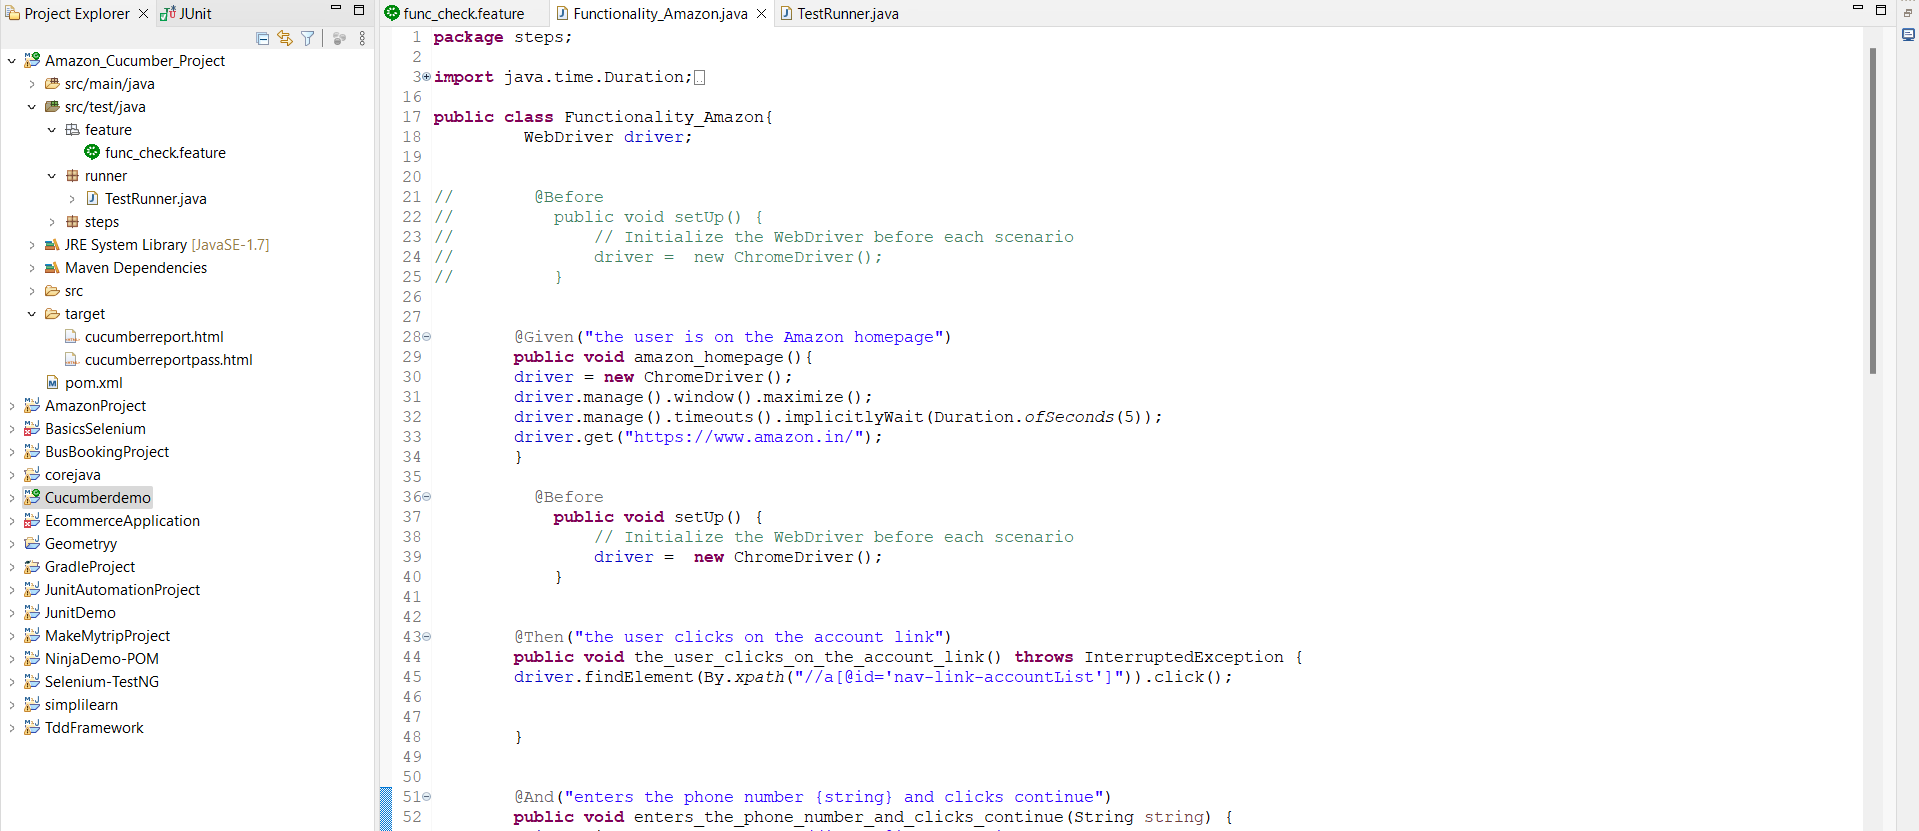 Project Explorer
JUnit
Amazon_Cucumber_Project
src/main/java
src/test/java
feature
func_check.feature
runner
TestRunner.java
steps
JRE System Library [JavaSE-1.7]
Maven Dependencies
src
target
cucumberreport.html
cucumberreportpass.html
pom.xml
AmazonProject
BasicsSelenium
BusBookingProject
corejava
Cucumberdemo
EcommerceApplication
Geometryy
GradleProject
JunitAutomationProject
JunitDemo
MakeMytripProject
NinjaDemo-POM
Selenium-TestNG
simplilearn
TddFramework
func_check.feature
Functionality_Amazon.java
TestRunner.java
1 package steps;
2
3 import java.time.Duration;
16
17 public class Functionality_Amazon{
18 WebDriver driver;
19
20
21 // @Before
22 // public void setUp() {
23 // // Initialize the WebDriver before each scenario
24 // driver = new ChromeDriver();
25 // }
26
27
28 @Given("the user is on the Amazon homepage")
29 public void amazon_homepage(){
30 driver = new ChromeDriver();
31 driver.manage().window().maximize();
32 driver.manage().timeouts().implicitlyWait(Duration.ofSeconds(5));
33 driver.get("https://www.amazon.in/");
34 }
35
36 @Before
37 public void setUp() {
38 // Initialize the WebDriver before each scenario
39 driver = new ChromeDriver();
40 }
41
42
43 @Then("the user clicks on the account link")
44 public void the_user_clicks_on_the_account_link() throws InterruptedException {
45 driver.findElement(By.xpath("//a[@id='nav-link-accountList']")).click();
46
47
48 }
49
50
51 @And("enters the phone number {string} and clicks continue")
52 public void enters_the_phone_number_and_clicks_continue(String string) {